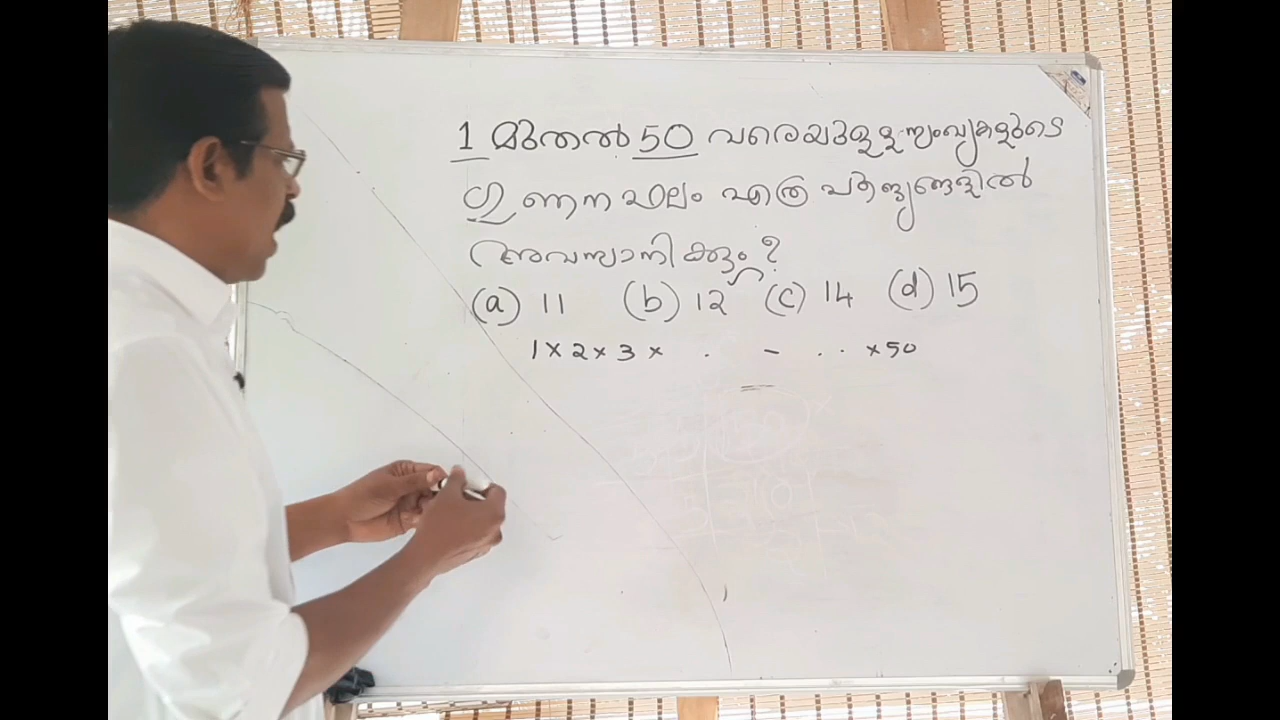 1 മുതൽ 50 വരെയുള്ള സംഖ്യകളുടെ
ഗുണനഫലം എത്ര പൂജ്യങ്ങളിൽ
അവസാനിക്കും ?
(a) 11 (b) 12 (c) 14 (d) 15
1 × 2 × 3 × . - . . × 50